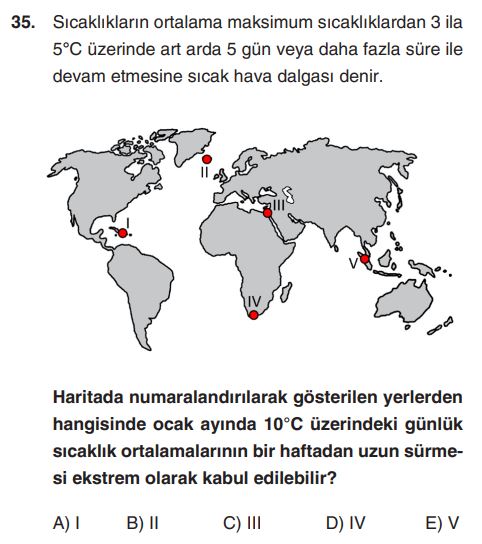 35. Sıcaklıkların ortalama maksimum sıcaklıklardan 3 ila
5°C üzerinde art arda 5 gün veya daha fazla süre ile
devam etmesine sıcak hava dalgası denir.
II
III
I
V
IV
Haritada numaralandırılarak gösterilen yerlerden
hangisinde ocak ayında 10°C üzerindeki günlük
sıcaklık ortalamalarının bir haftadan uzun sürme-
si ekstrem olarak kabul edilebilir?
A) I B) II C) III D) IV E) V